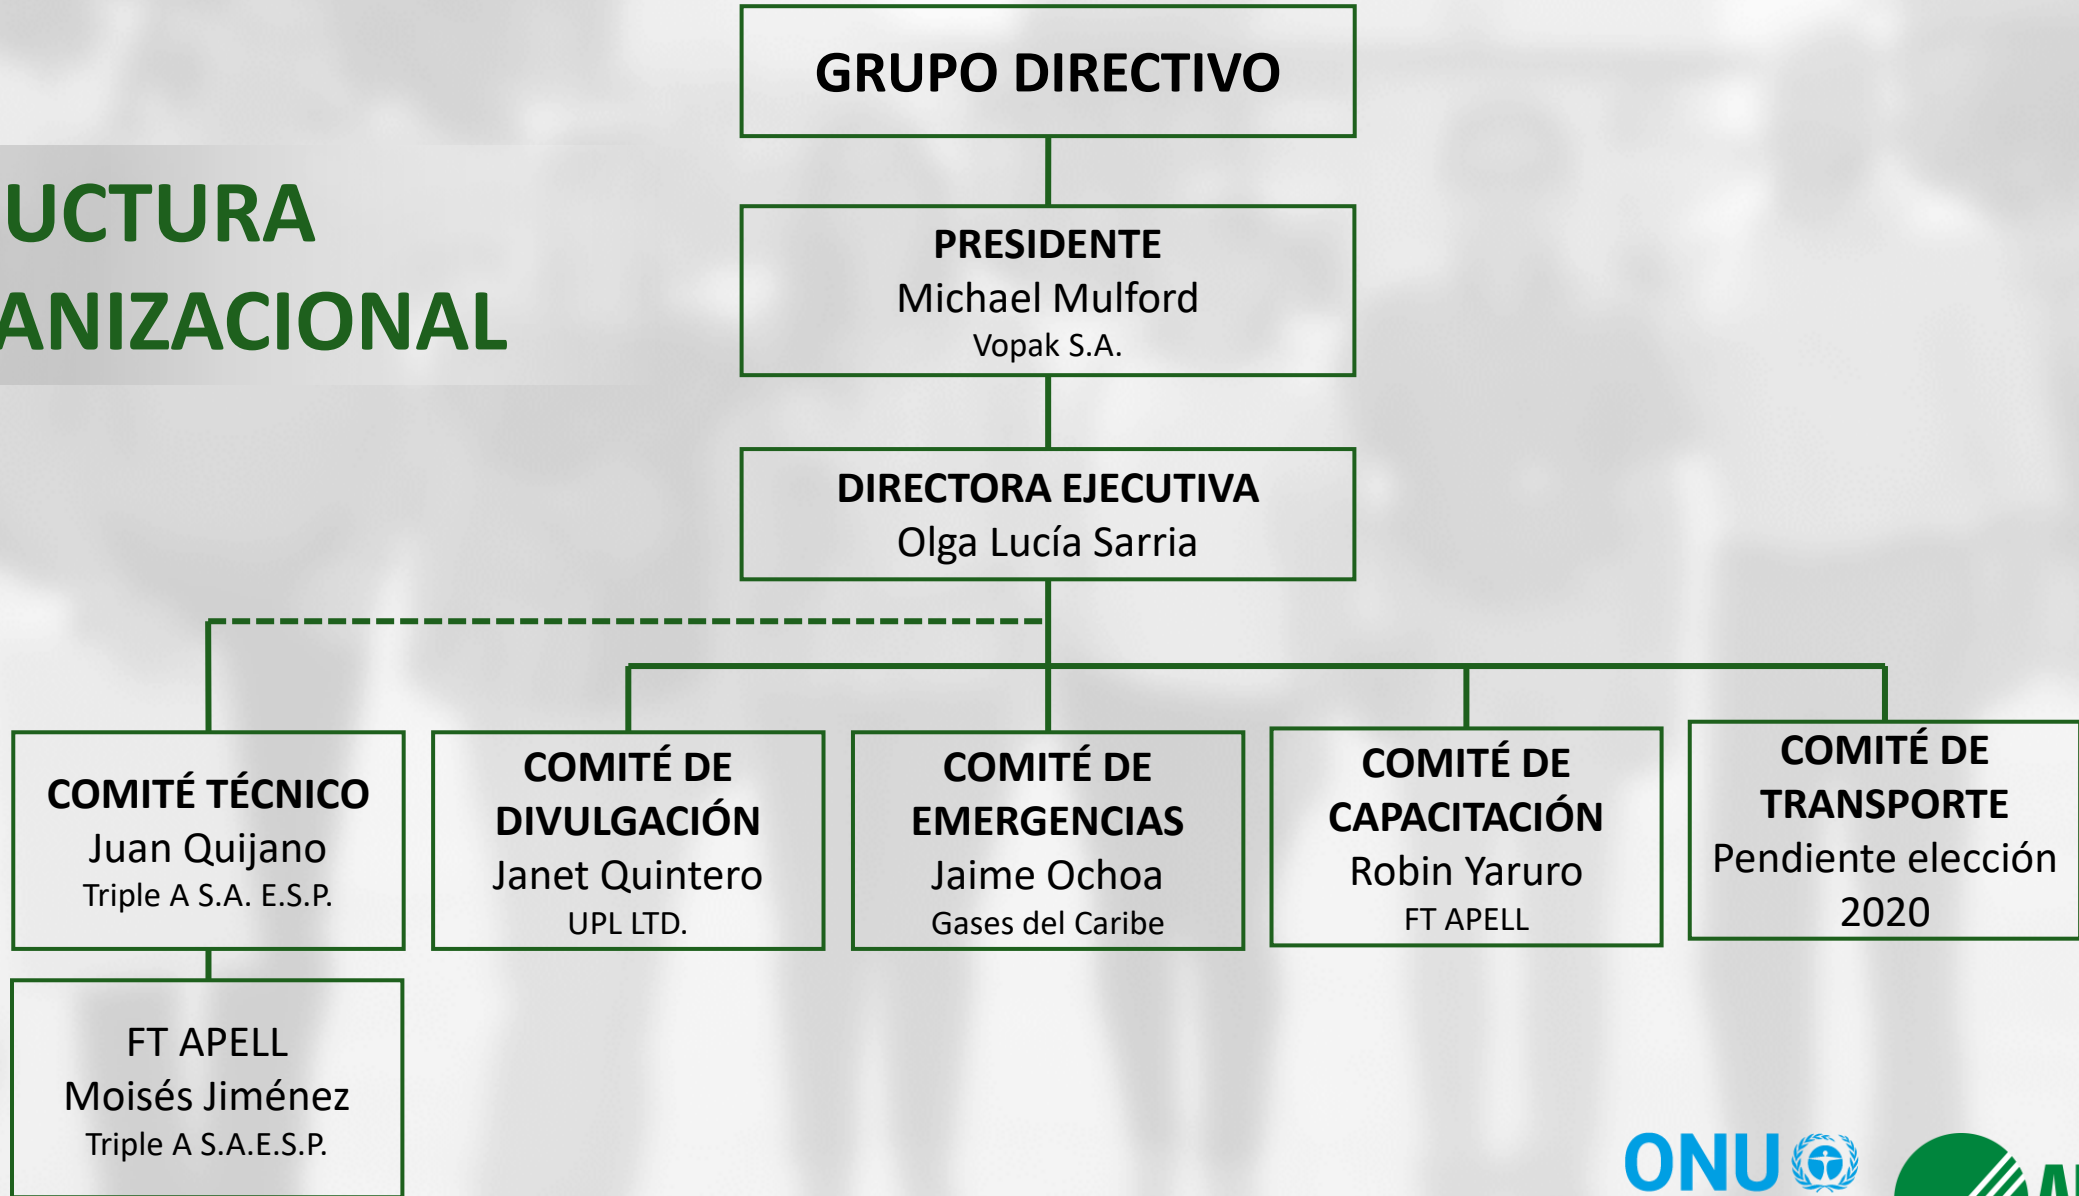 GRUPO DIRECTIVO
UCTURA
ANIZACIONAL
PRESIDENTE
Michael Mulford
Vopak S.A.
DIRECTORA EJECUTIVA
Olga Lucía Sarria
COMITÉ TÉCNICO
Juan Quijano
Triple A S.A. E.S.P.
COMITÉ DE
DIVULGACIÓN
Janet Quintero
UPL LTD.
COMITÉ DE
EMERGENCIAS
Jaime Ochoa
Gases del Caribe
COMITÉ DE
CAPACITACIÓN
Robin Yaruro
FT APELL
COMITÉ DE
TRANSPORTE
Pendiente elección
2020
FT APELL
Moisés Jiménez
Triple A S.A.E.S.P.
ONU